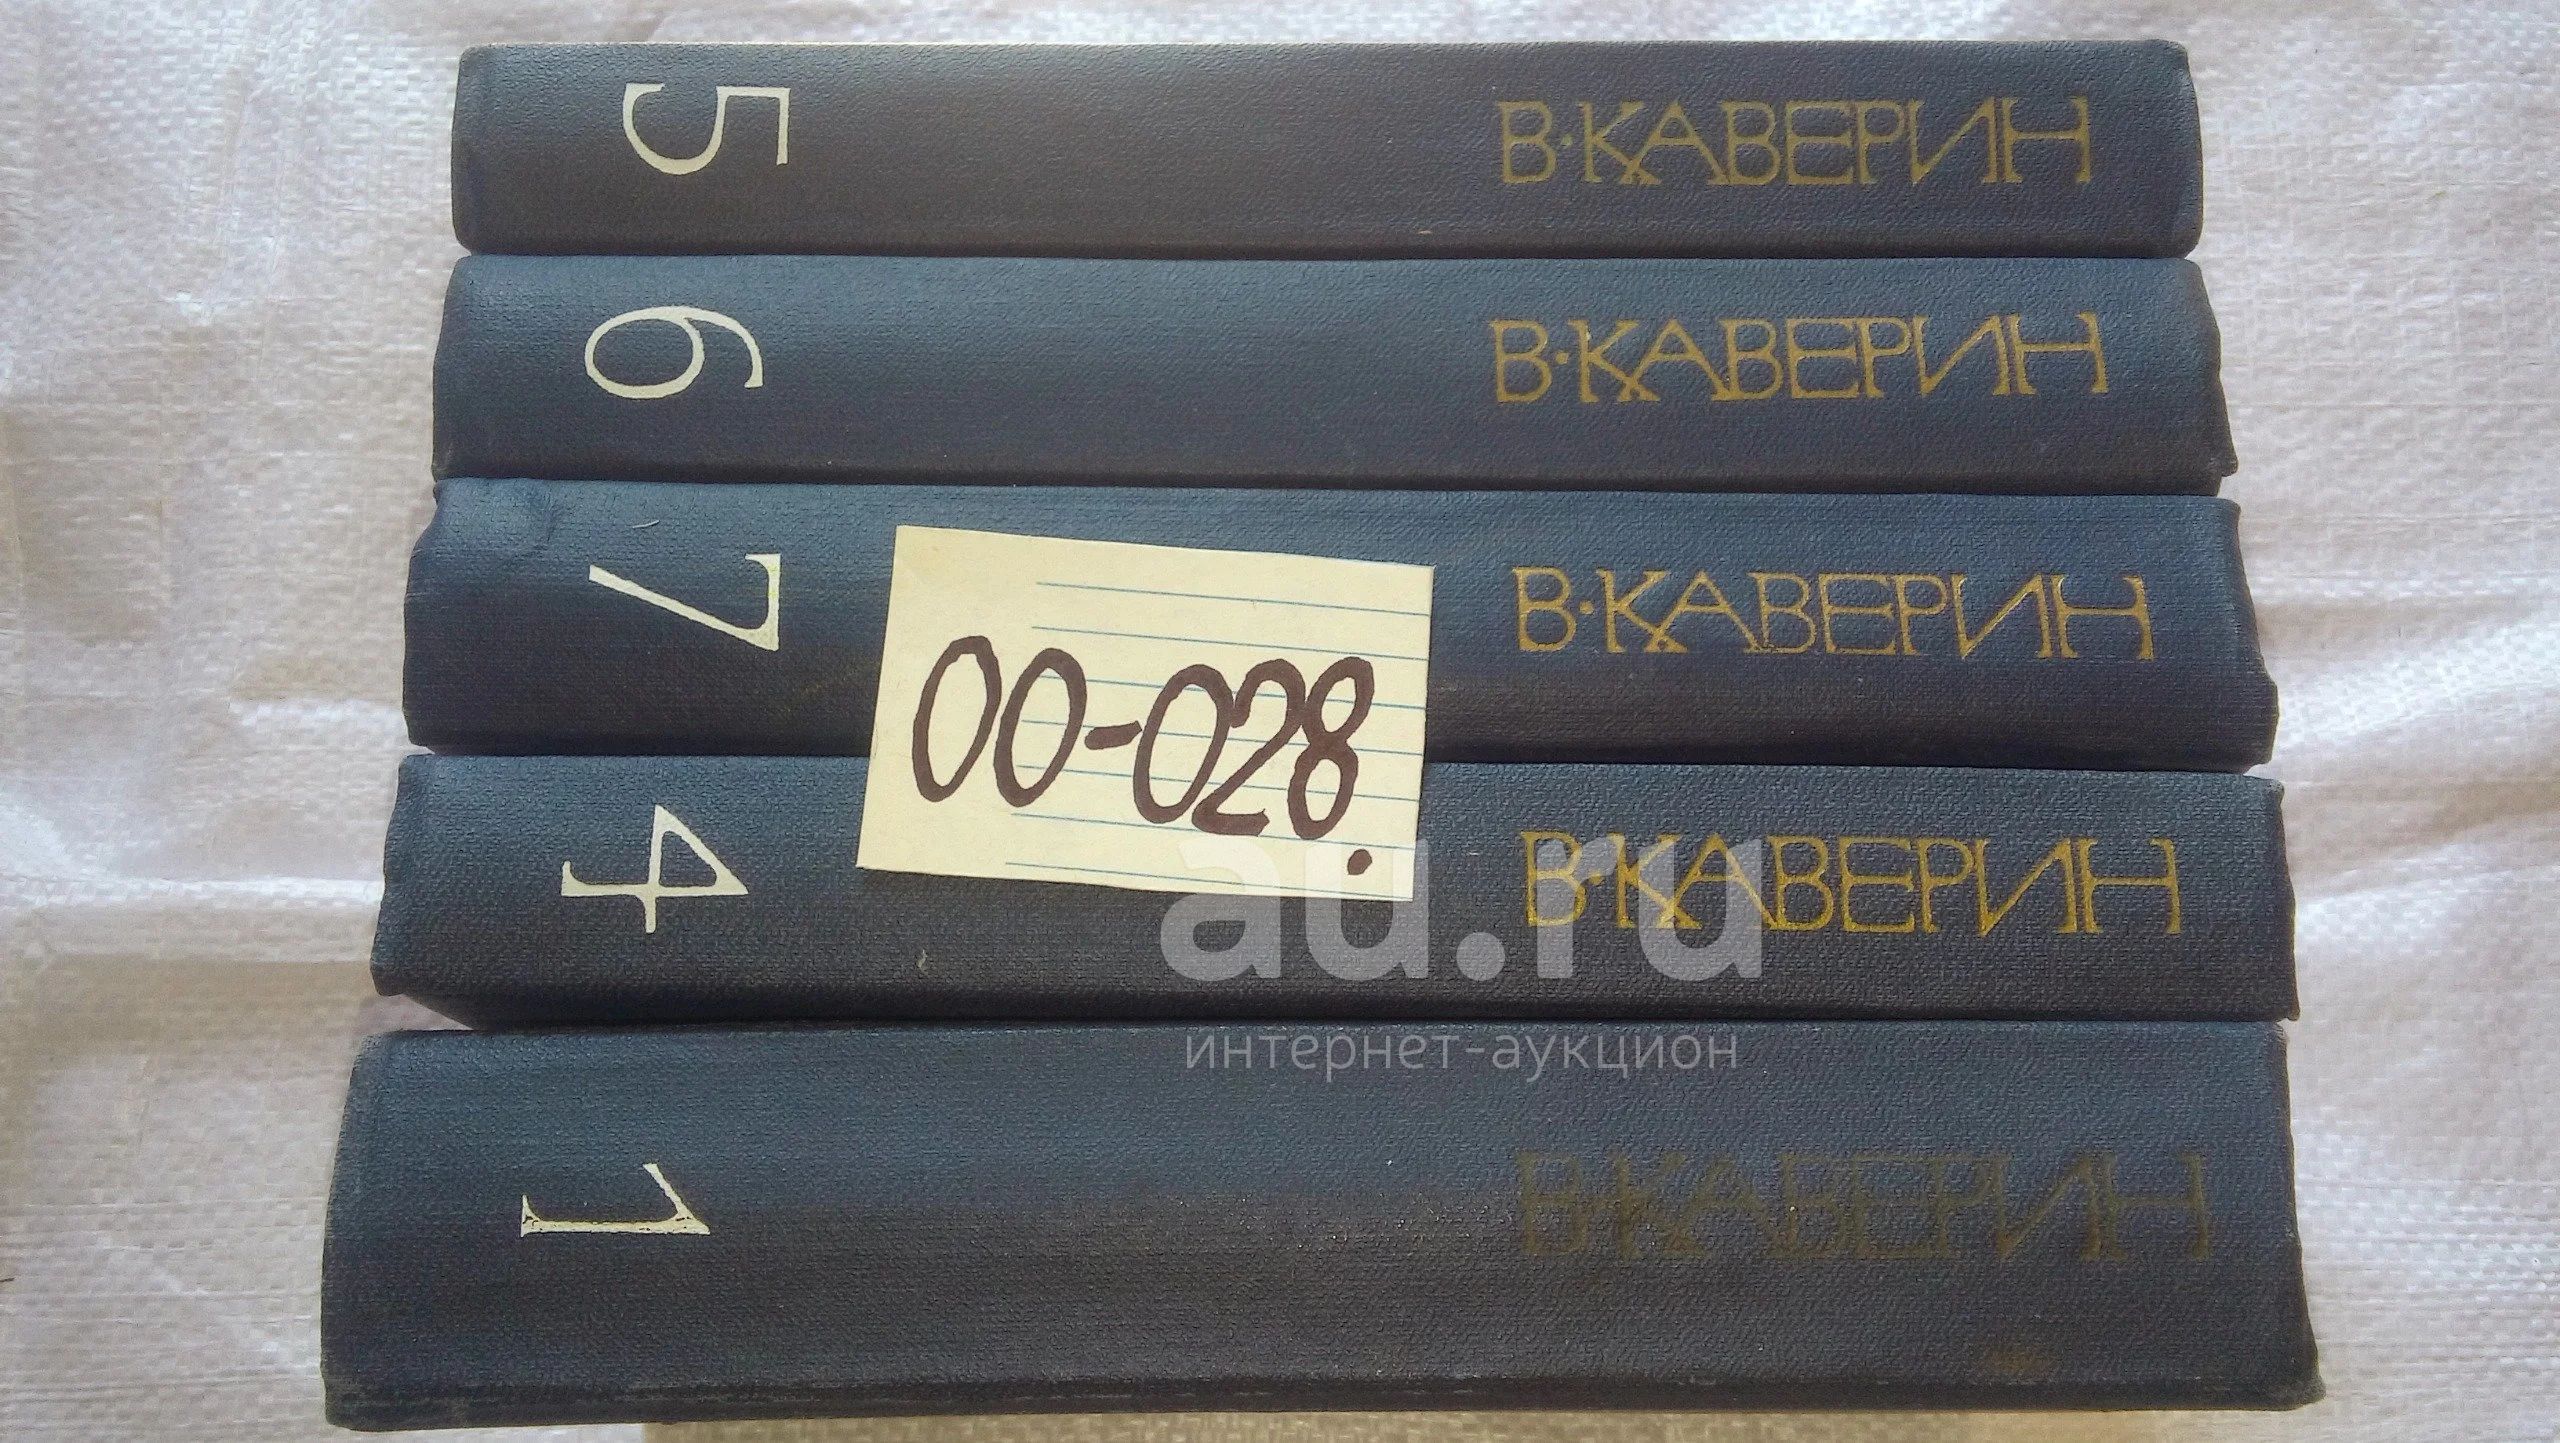 5 В·КАВЕРИН
6 В·КАВЕРИН
7 В·КАВЕРИН
00-028.
4 В·КАВЕРИН
au.ru
интернет-аукцион
1 В·КАВЕРИН